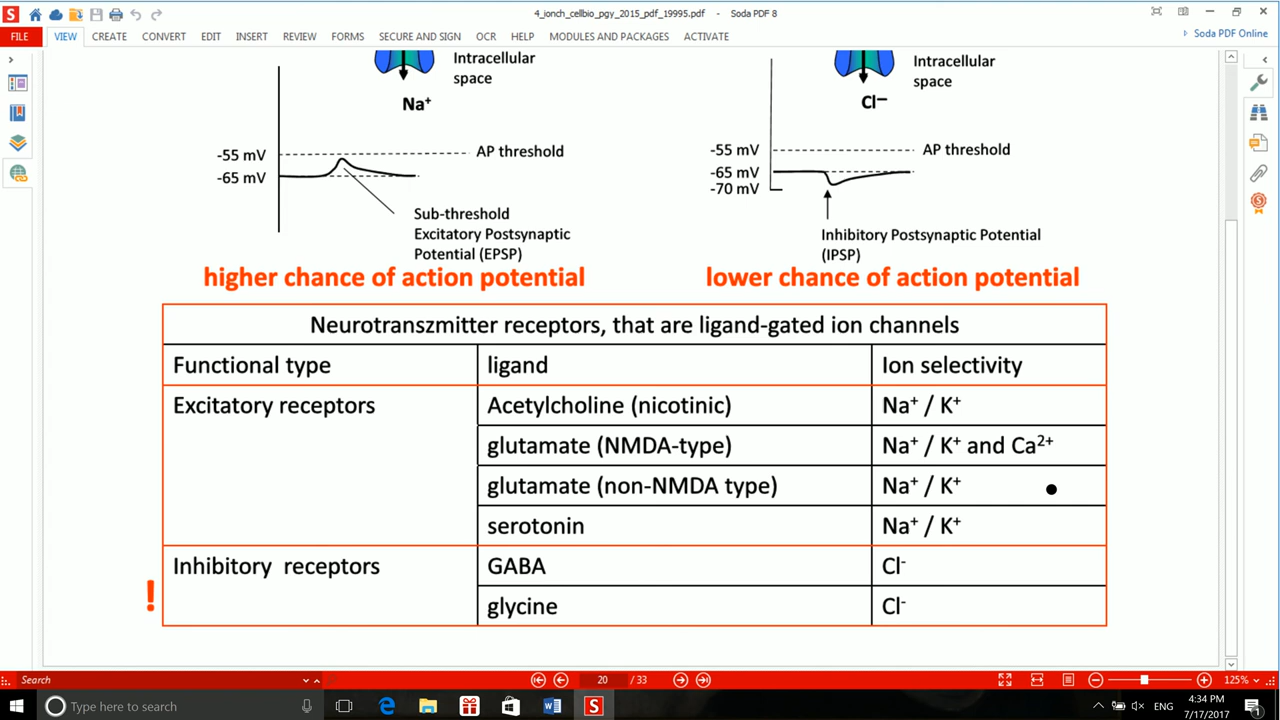 4_ionch_cellbio_pgy_2015_pdf_19995.pdf - Soda PDF 8
FILE VIEW CREATE CONVERT EDIT INSERT REVIEW FORMS SECURE AND SIGN OCR HELP MODULES AND PACKAGES ACTIVATE Soda PDF Online
Intracellular
space
Na⁺
-55 mV
AP threshold
-65 mV
Sub-threshold
Excitatory Postsynaptic
Potential (EPSP)
higher chance of action potential
Intracellular
space
Cl⁻
-55 mV
AP threshold
-65 mV
-70 mV
Inhibitory Postsynaptic Potential
(IPSP)
lower chance of action potential
Neurotranszmitter receptors, that are ligand-gated ion channels
Functional type ligand Ion selectivity
Excitatory receptors Acetylcholine (nicotinic) Na⁺ / K⁺
glutamate (NMDA-type) Na⁺ / K⁺ and Ca²⁺
glutamate (non-NMDA type) Na⁺ / K⁺
serotonin Na⁺ / K⁺
Inhibitory receptors GABA Cl⁻
! glycine Cl⁻
Search 20 / 33 125%
Type here to search ENG 4:34 PM
7/17/2017